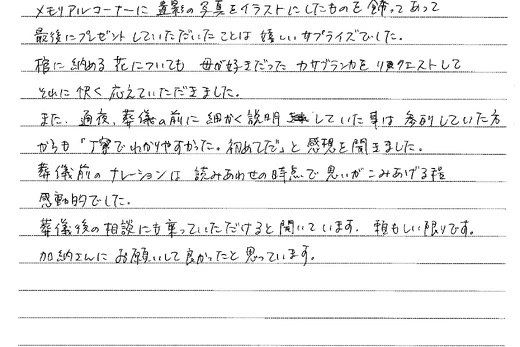 メモリアルコーナーに 遺影の写真をイラストにしたものを飾ってあって
最後にプレゼントしていただいたことは 嬉しいサプライズでした。
棺に納める花についても 母が好きだった カサブランカを リクエストして
それに快く応えていただきました。
また、通夜、葬儀の前に 細かく説明 していた事は 参列していた方
からも「丁寧でわかりやすかった。初めてだ」と感想を聞きました。
葬儀前のナレーションは 読みあわせの時点で 思いがこみあげる程
感動的でした。
葬儀後の相談にも乗っていただけると聞いています。頼もしい限りです。
加納さんに お願いして良かったと思っています。